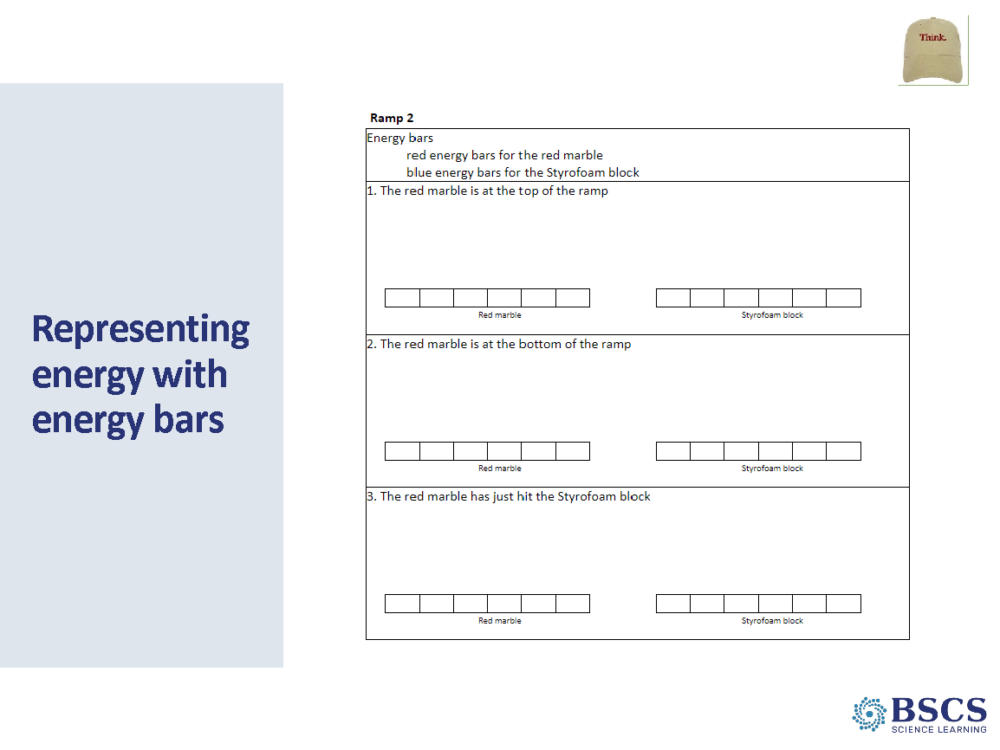 Think.
Representing
energy with
energy bars
Ramp 2
Energy bars
red energy bars for the red marble
blue energy bars for the Styrofoam block
1. The red marble is at the top of the ramp
Red marble
Styrofoam block
2. The red marble is at the bottom of the ramp
Red marble
Styrofoam block
3. The red marble has just hit the Styrofoam block
Red marble
Styrofoam block
BSCS
SCIENCE LEARNING